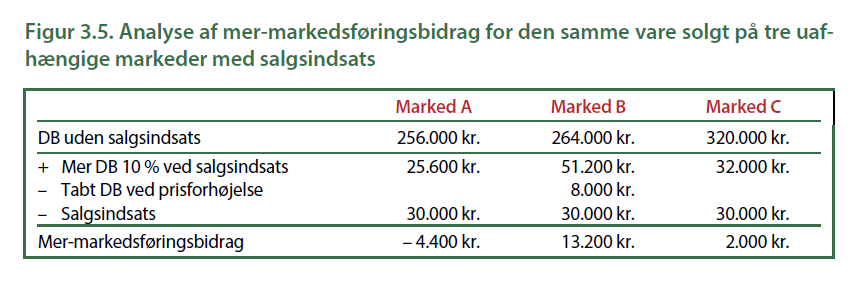 Figur 3.5. Analyse af mer-markedsføringsbidrag for den samme vare solgt på tre uaf-
hængige markeder med salgsindsats
Marked A Marked B Marked C
DB uden salgsindsats 256.000 kr. 264.000 kr. 320.000 kr.
+ Mer DB 10 % ved salgsindsats 25.600 kr. 51.200 kr. 32.000 kr.
– Tabt DB ved prisforhøjelse 8.000 kr.
– Salgsindsats 30.000 kr. 30.000 kr. 30.000 kr.
Mer-markedsføringsbidrag – 4.400 kr. 13.200 kr. 2.000 kr.